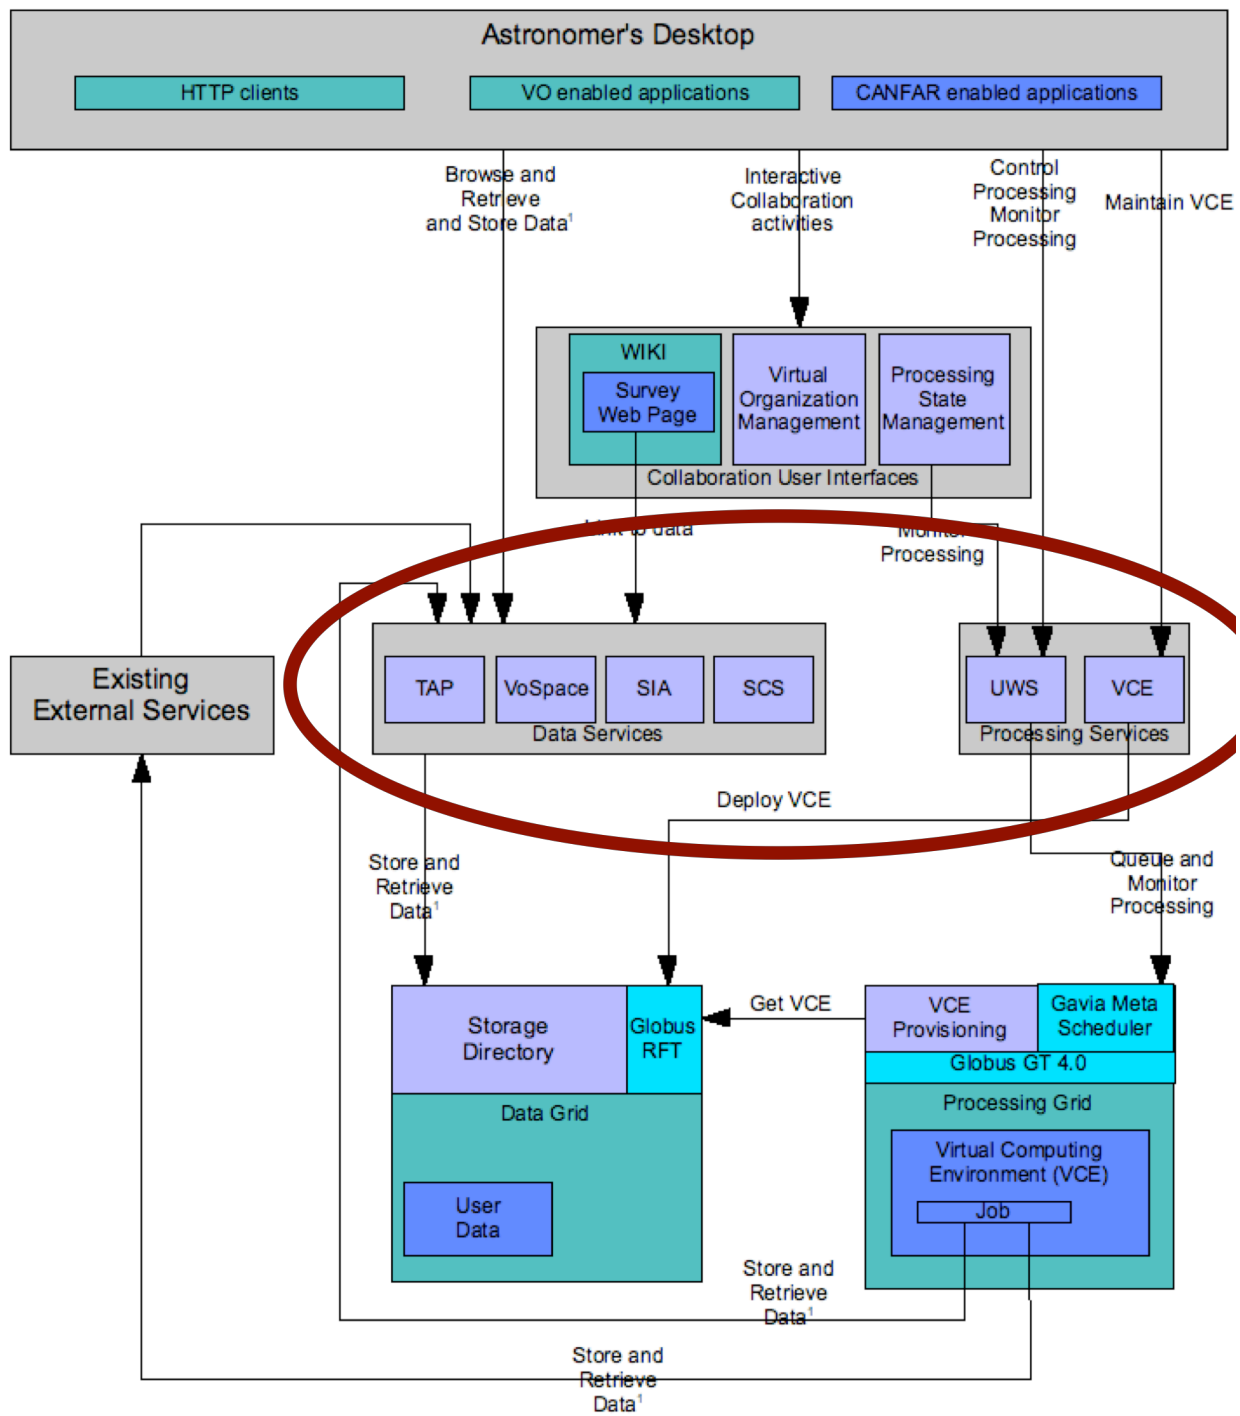 Astronomer's Desktop
HTTP clients
VO enabled applications
CANFAR enabled applications
Browse and
Retrieve
and Store Data¹
Interactive
Collaboration
activities
Control
Processing
Monitor
Processing
Maintain VCE
WIKI
Survey
Web Page
Virtual
Organization
Management
Processing
State
Management
Collaboration User Interfaces
Link to data
Monitor
Processing
Existing
External Services
TAP
VoSpace
SIA
SCS
Data Services
UWS
VCE
Processing Services
Deploy VCE
Store and
Retrieve
Data¹
Queue and
Monitor
Processing
Storage
Directory
Globus
RFT
Get VCE
VCE
Provisioning
Gavia Meta
Scheduler
Globus GT 4.0
Data Grid
Processing Grid
User
Data
Virtual Computing
Environment (VCE)
Job
Store and
Retrieve
Data¹
Store and
Retrieve
Data¹